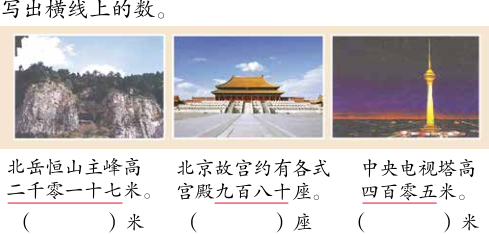 写出横线上的数。
北岳恒山主峰高
二千零一十七米。
( )米
北京故宫约有各式
宫殿九百八十座。
( )座
中央电视塔高
四百零五米。
( )米